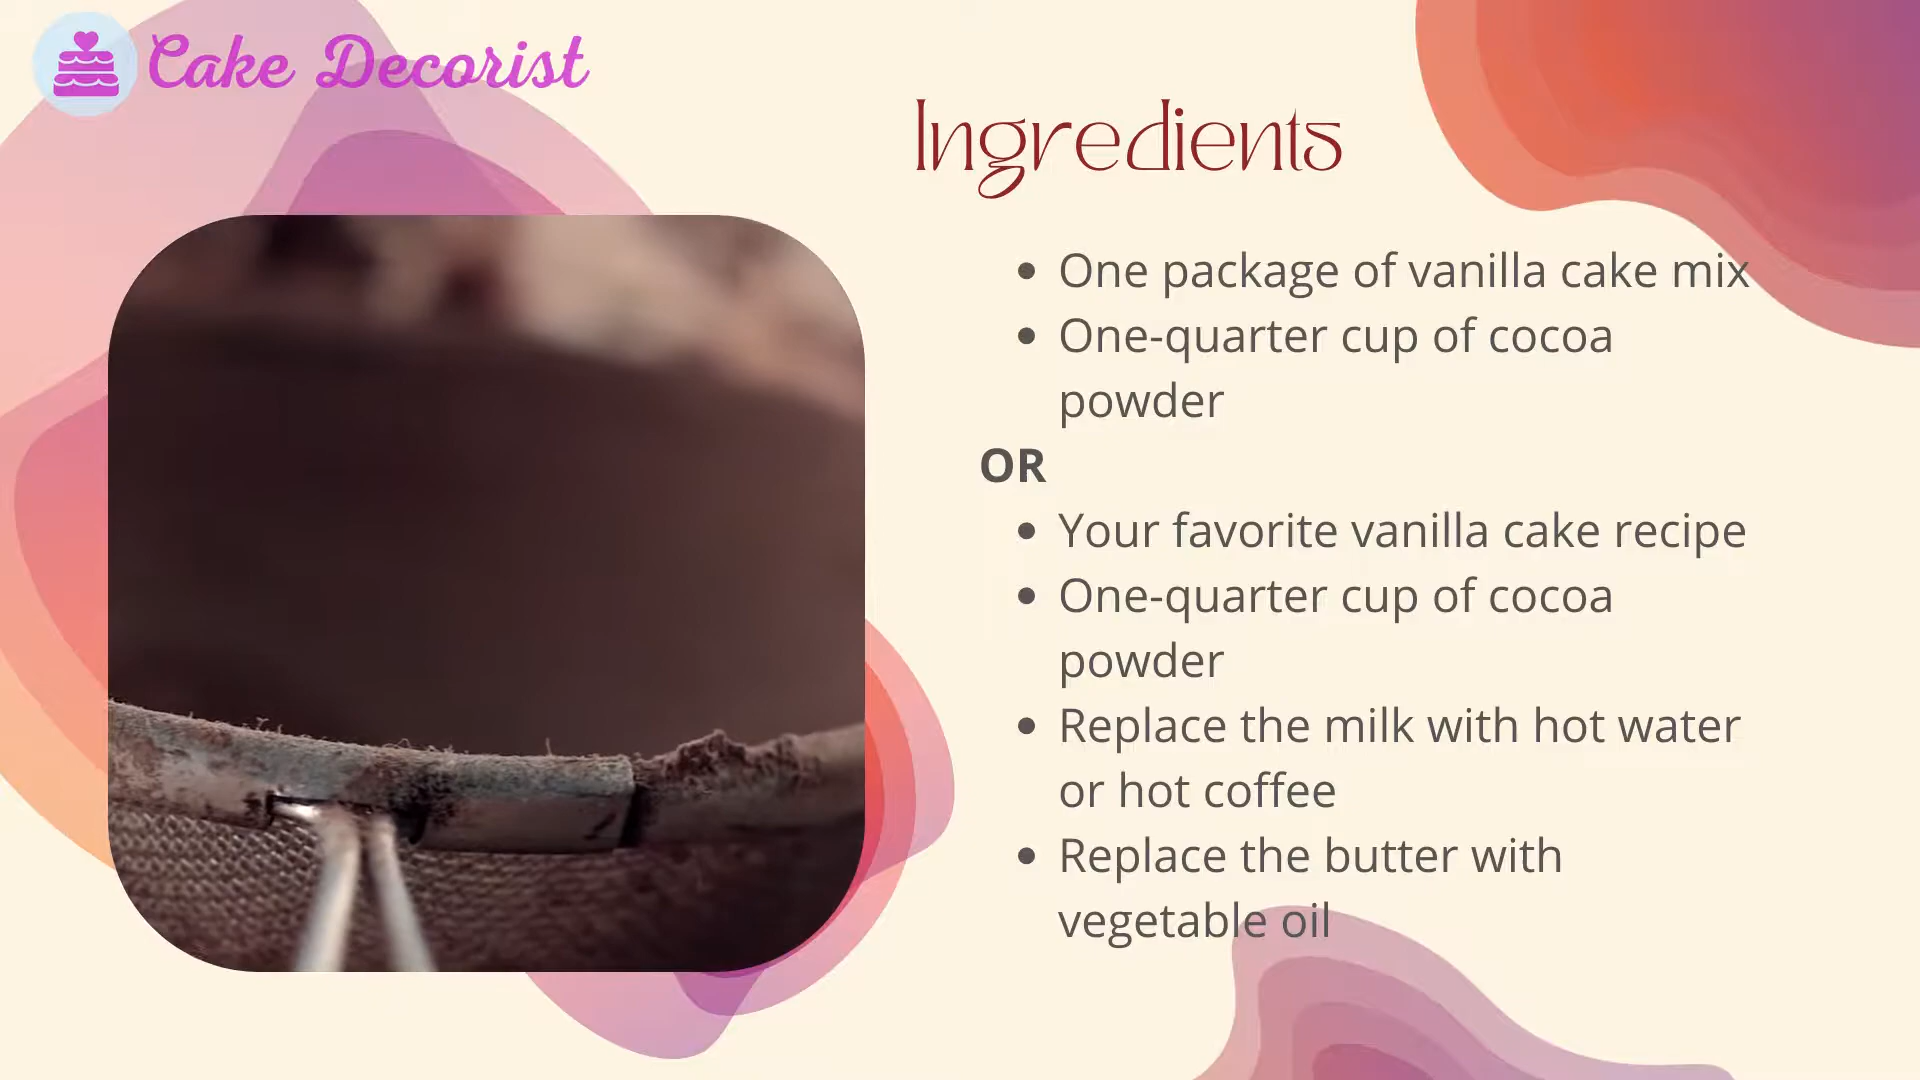 Cake Decorist
Ingredients
• One package of vanilla cake mix
• One-quarter cup of cocoa
powder
OR
• Your favorite vanilla cake recipe
• One-quarter cup of cocoa
powder
• Replace the milk with hot water
or hot coffee
• Replace the butter with
vegetable oil